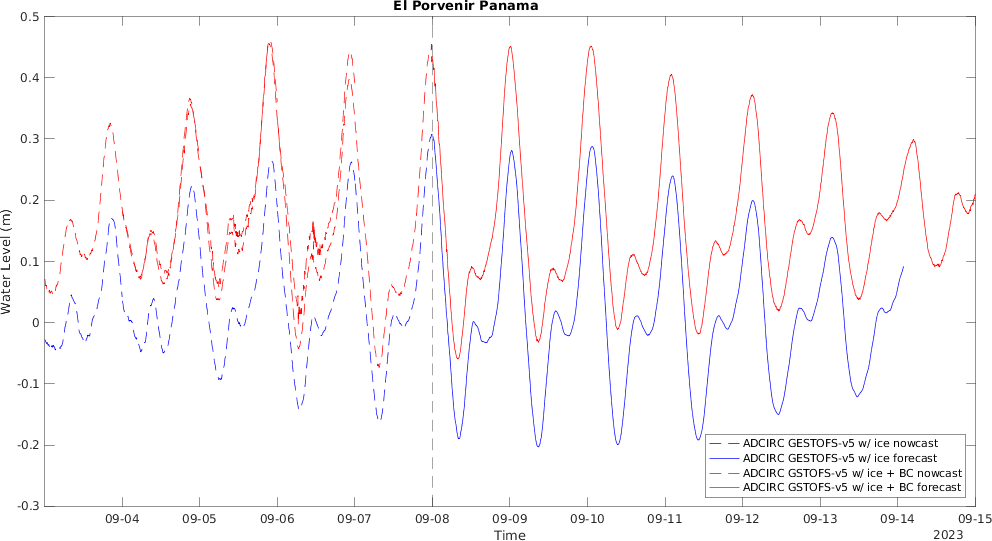 El Porvenir Panama
0.5
0.4
0.3
0.2
0.1
0
-0.1
-0.2
-0.3
Water Level (m)
ADCIRC GESTOFS-v5 w/ ice nowcast
ADCIRC GESTOFS-v5 w/ ice forecast
ADCIRC GSTOFS-v5 w/ ice + BC nowcast
ADCIRC GSTOFS-v5 w/ ice + BC forecast
09-04 09-05 09-06 09-07 09-08 09-09 09-10 09-11 09-12 09-13 09-14 09-15
Time
2023